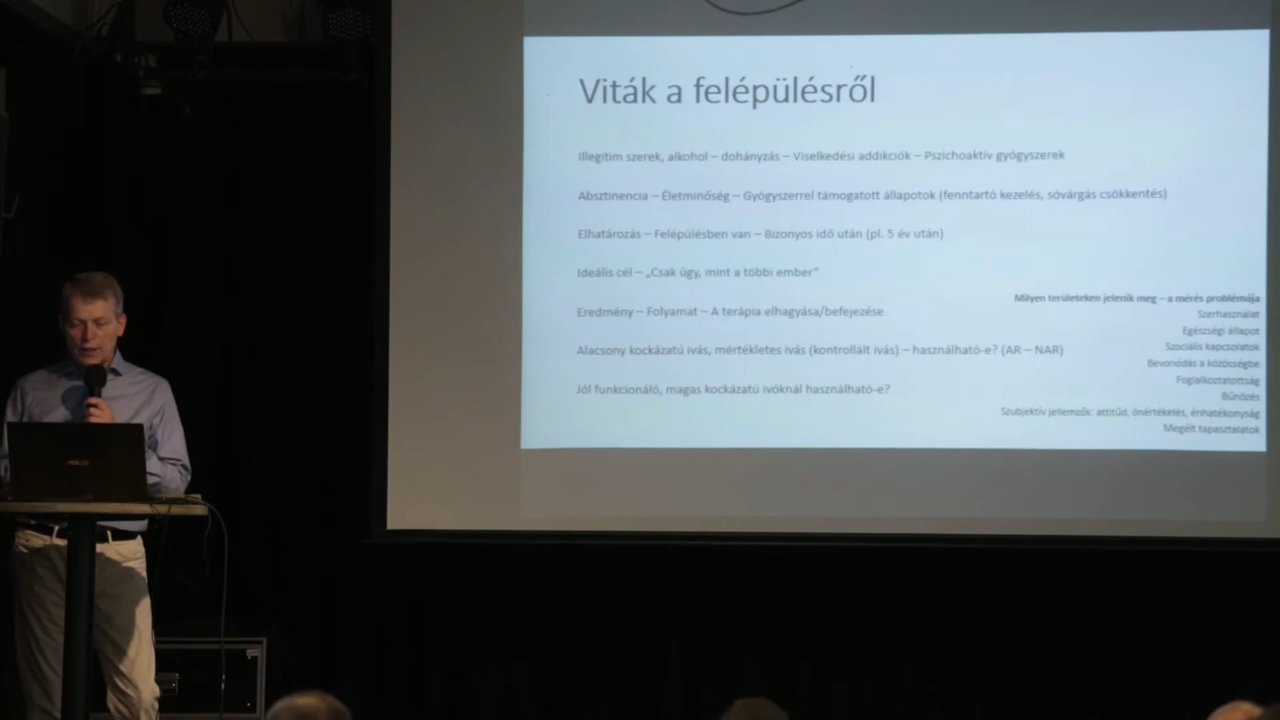 Viták a felépülésről
Illegitim szerek, alkohol – dohányzás – Viselkedési addikciók – Pszichoaktív gyógyszerek
Absztinencia – Életminőség – Gyógyszerrel támogatott állapotok (fenntartó kezelés, sóvárgás csökkentés)
Elhatározás – Felépülésben van – Bizonyos idő után (pl. 5 év után)
Ideális cél – „Csak úgy, mint a többi ember”
Eredmény – Folyamat – A terápia elhagyása/befejezése
Alacsony kockázatú ivás, mértékletes ivás (kontrollált ivás) – használható-e? (AR – NAR)
Jól funkcionáló, magas kockázatú ivóknál használható-e?
Milyen területeken jelenik meg – a mérés problémája
Szerhasználat
Egészségi állapot
Szociális kapcsolatok
Bevonódás a közösségbe
Foglalkoztatottság
Bűnözés
Szubjektív jellemzők: attitűd, önértékelés, énhatékonyság
Megélt tapasztalatok
ASUS